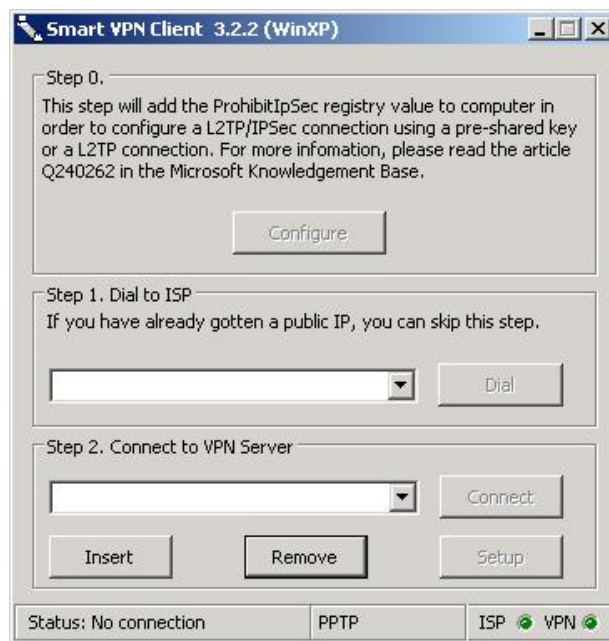 Smart VPN Client 3.2.2 (WinXP)
Step 0.
This step will add the ProhibitIpSec registry value to computer in
order to configure a L2TP/IPSec connection using a pre-shared key
or a L2TP connection. For more infomation, please read the article
Q240262 in the Microsoft Knowledgement Base.
Configure
Step 1. Dial to ISP
If you have already gotten a public IP, you can skip this step.
Dial
Step 2. Connect to VPN Server
Connect
Insert Remove Setup
Status: No connection PPTP ISP VPN